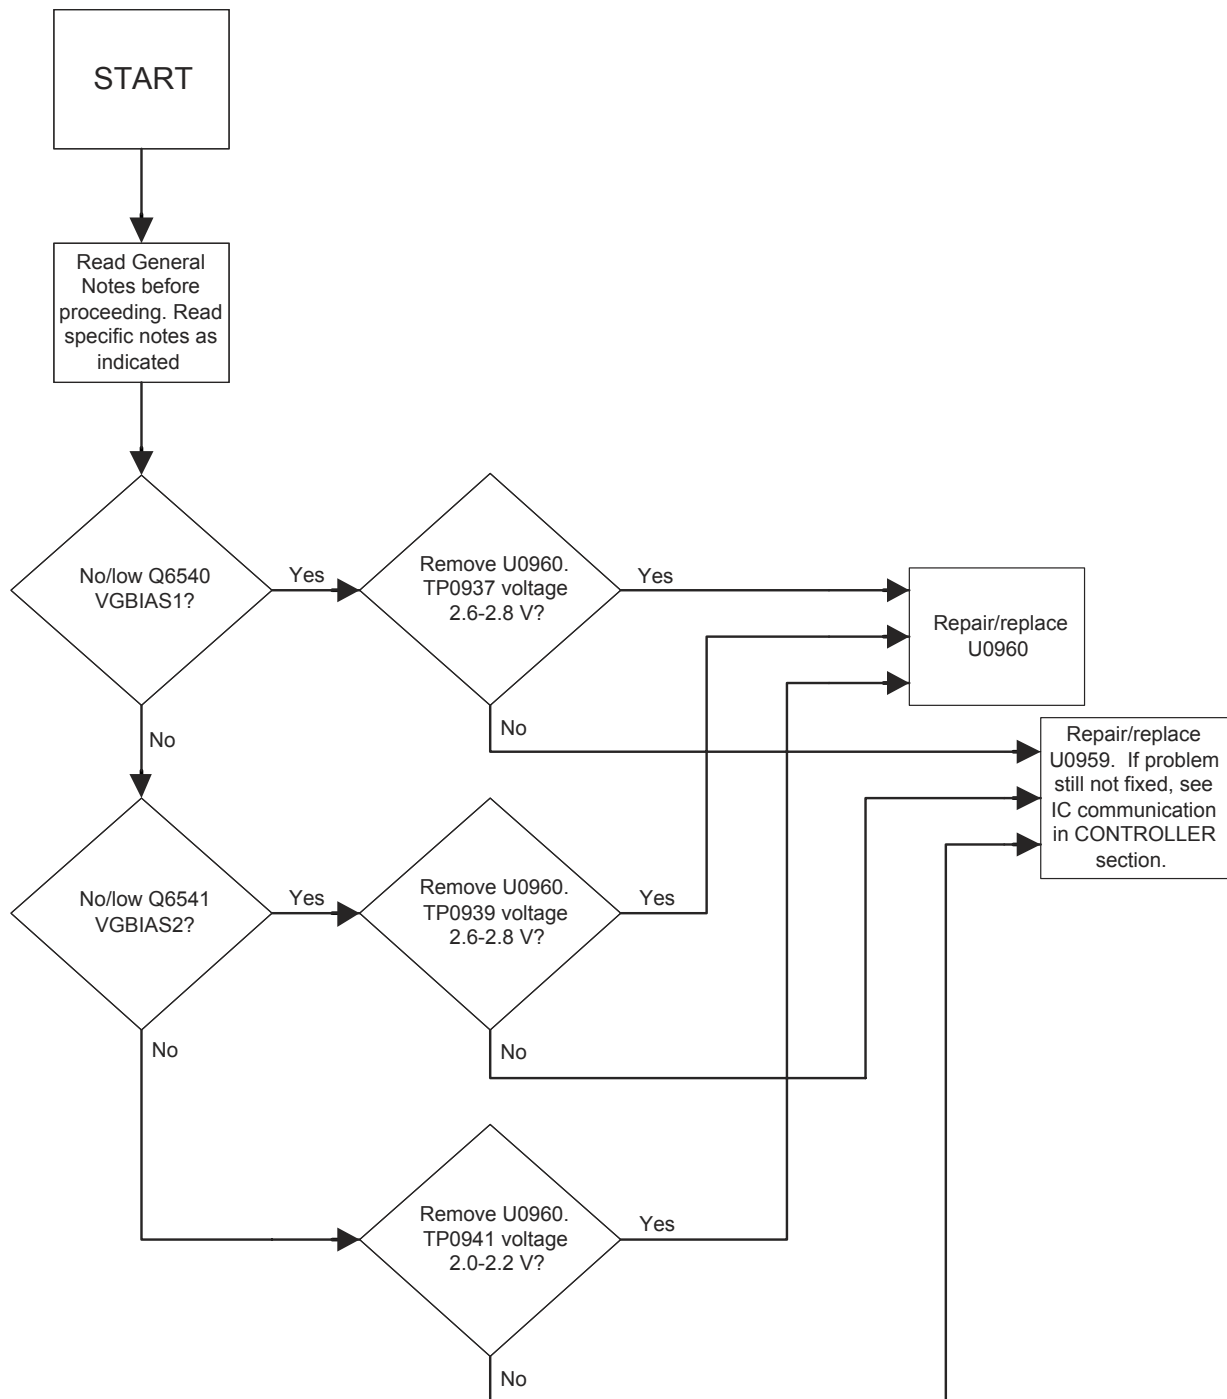 START
Read General
Notes before
proceeding. Read
specific notes as
indicated
No/low Q6540
VGBIAS1?
Yes
Remove U0960.
TP0937 voltage
2.6-2.8 V?
Yes
Repair/replace
U0960
No
No
Repair/replace
U0959. If problem
still not fixed, see
IC communication
in CONTROLLER
section.
No/low Q6541
VGBIAS2?
Yes
Remove U0960.
TP0939 voltage
2.6-2.8 V?
Yes
No
No
Remove U0960.
TP0941 voltage
2.0-2.2 V?
Yes
No